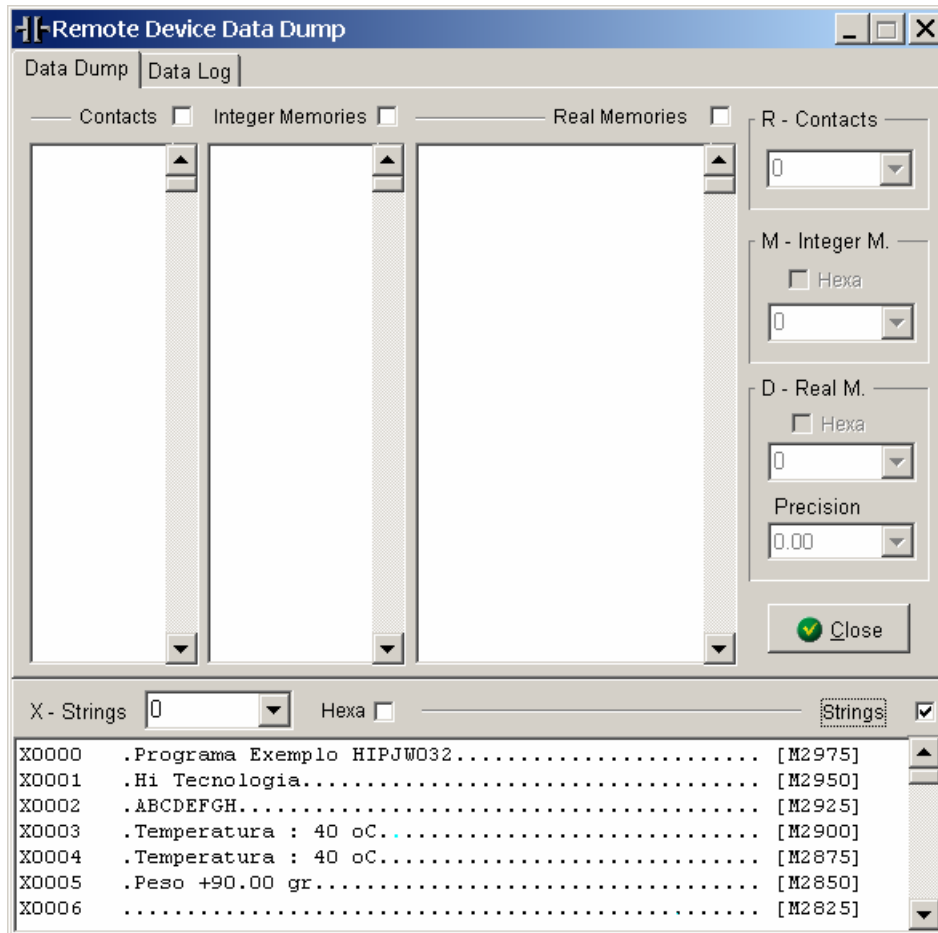 Remote Device Data Dump
Data Dump Data Log
Contacts Integer Memories Real Memories
R - Contacts
0
M - Integer M.
Hexa
0
D - Real M.
Hexa
0
Precision
0.00
Close
X - Strings 0 Hexa Strings
X0000 .Programa Exemplo HIPJW032........................ [M2975]
X0001 .Hi Tecnologia.................................... [M2950]
X0002 .ABCDEFGH......................................... [M2925]
X0003 .Temperatura : 40 oC.............................. [M2900]
X0004 .Temperatura : 40 oC.............................. [M2875]
X0005 .Peso +90.00 gr................................... [M2850]
X0006 .................................................. [M2825]